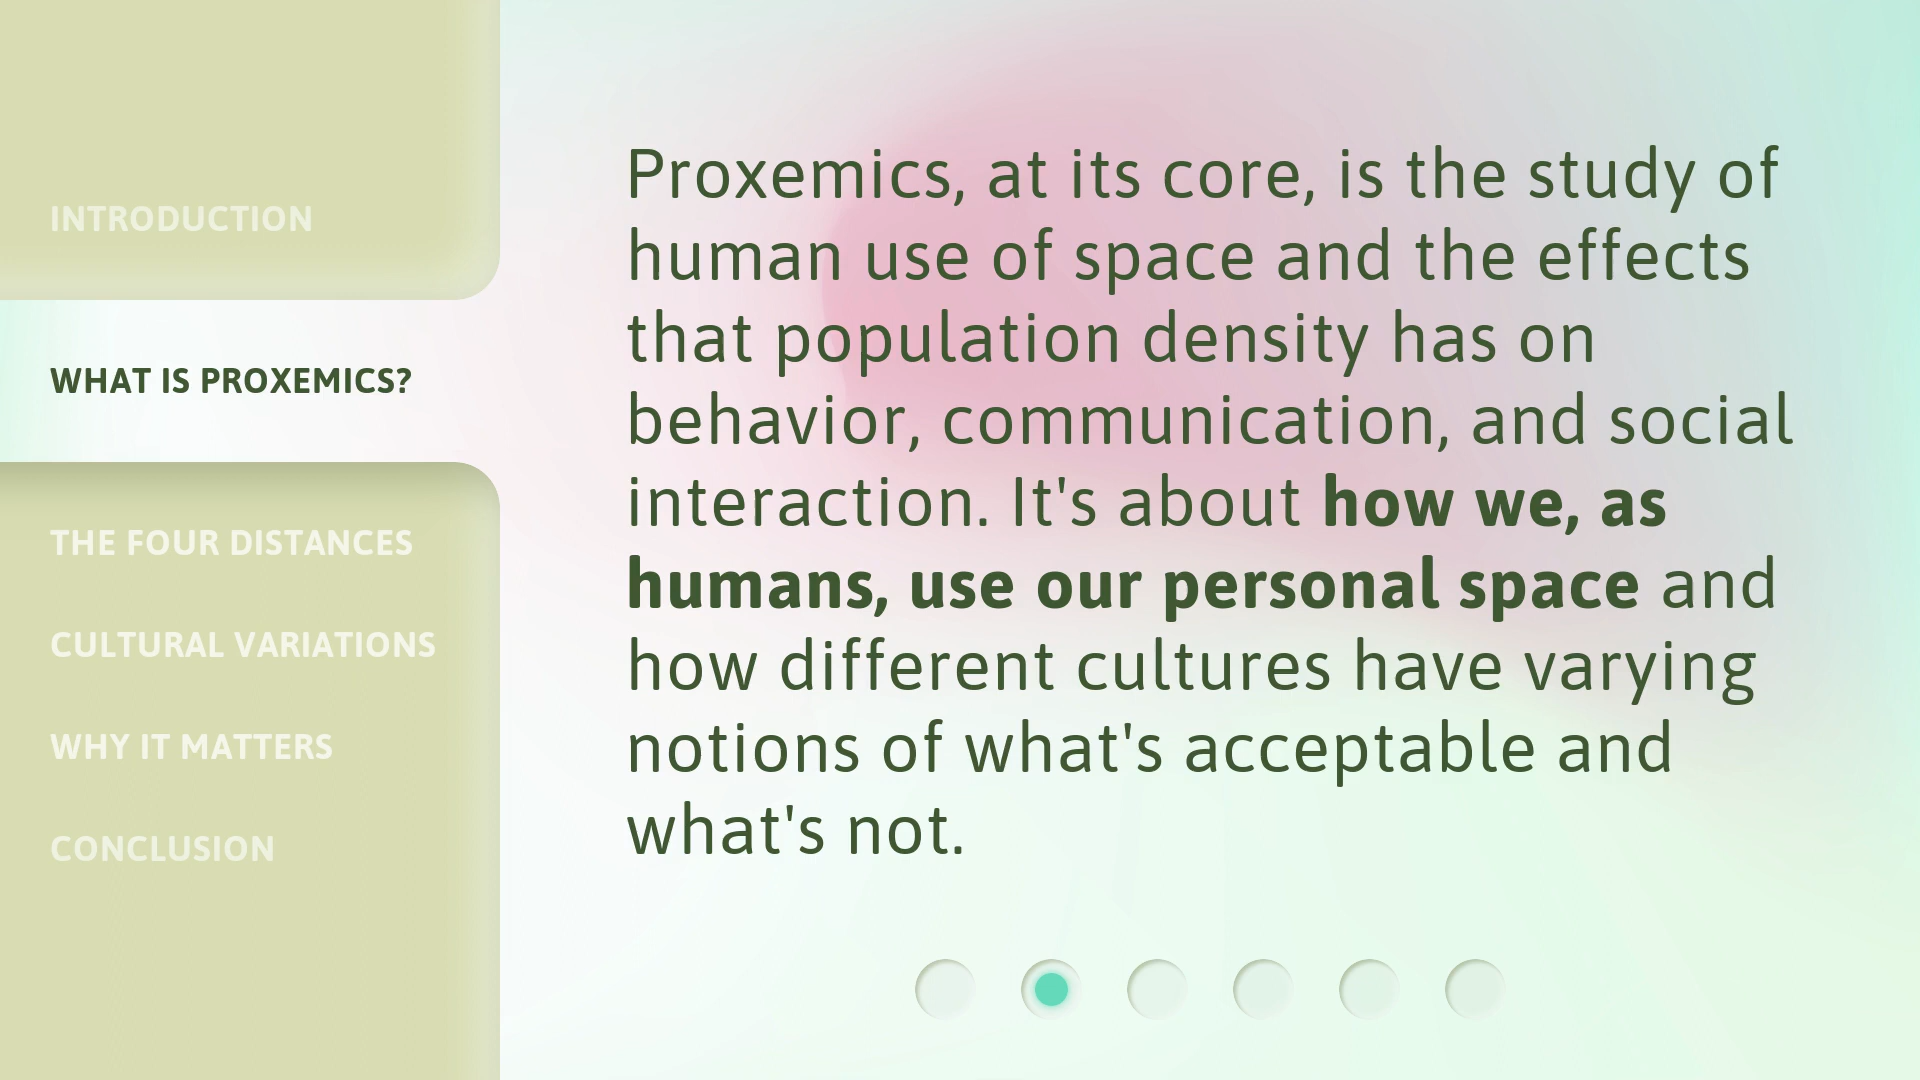 INTRODUCTION
WHAT IS PROXEMICS?
THE FOUR DISTANCES
CULTURAL VARIATIONS
WHY IT MATTERS
CONCLUSION
Proxemics, at its core, is the study of
human use of space and the effects
that population density has on
behavior, communication, and social
interaction. It's about how we, as
humans, use our personal space and
how different cultures have varying
notions of what's acceptable and
what's not.